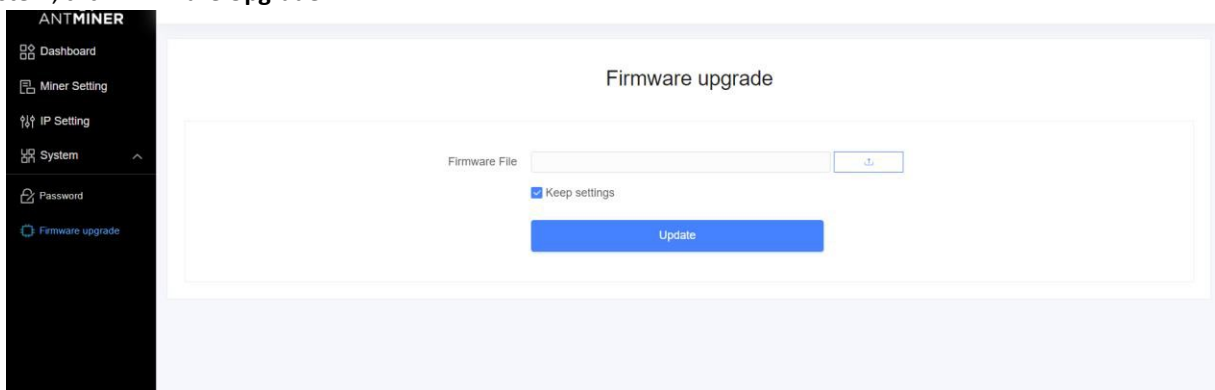 ANTMINER
Dashboard
Miner Setting
IP Setting
System
Password
Firmware upgrade
Firmware upgrade
Firmware File
Keep settings
Update